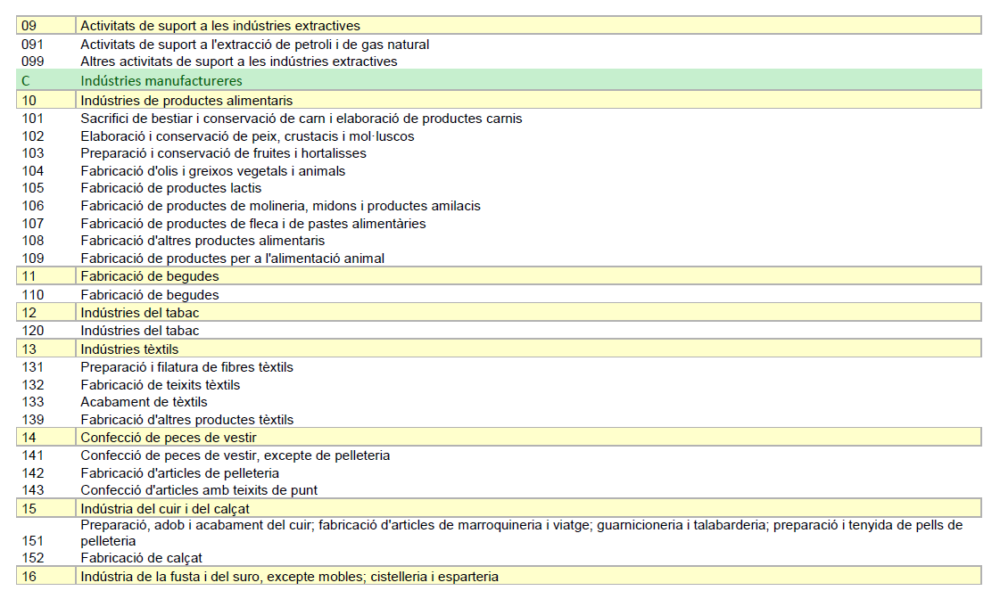 09 Activitats de suport a les indústries extractives
091 Activitats de suport a l'extracció de petroli i de gas natural
099 Altres activitats de suport a les indústries extractives
C Indústries manufactureres
10 Indústries de productes alimentaris
101 Sacrifici de bestiar i conservació de carn i elaboració de productes carnis
102 Elaboració i conservació de peix, crustacis i mol·luscos
103 Preparació i conservació de fruites i hortalisses
104 Fabricació d'olis i greixos vegetals i animals
105 Fabricació de productes lactis
106 Fabricació de productes de molineria, midons i productes amilacis
107 Fabricació de productes de fleca i de pastes alimentàries
108 Fabricació d'altres productes alimentaris
109 Fabricació de productes per a l'alimentació animal
11 Fabricació de begudes
110 Fabricació de begudes
12 Indústries del tabac
120 Indústries del tabac
13 Indústries tèxtils
131 Preparació i filatura de fibres tèxtils
132 Fabricació de teixits tèxtils
133 Acabament de tèxtils
139 Fabricació d'altres productes tèxtils
14 Confecció de peces de vestir
141 Confecció de peces de vestir, excepte de pelleteria
142 Fabricació d'articles de pelleteria
143 Confecció d'articles amb teixits de punt
15 Indústria del cuir i del calçat
Preparació, adob i acabament del cuir; fabricació d'articles de marroquineria i viatge; guarnicioneria i talabarderia; preparació i tenyida de pells de
151 pelleteria
152 Fabricació de calçat
16 Indústria de la fusta i del suro, excepte mobles; cistelleria i esparteria